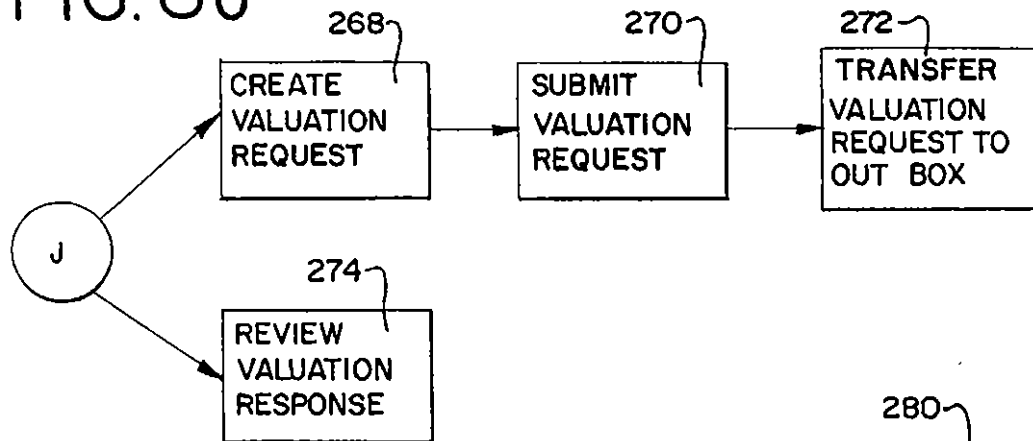 268
270
272
CREATE
VALUATION
REQUEST
SUBMIT
VALUATION
REQUEST
TRANSFER
VALUATION
REQUEST TO
OUT BOX
J
274
REVIEW
VALUATION
RESPONSE
280